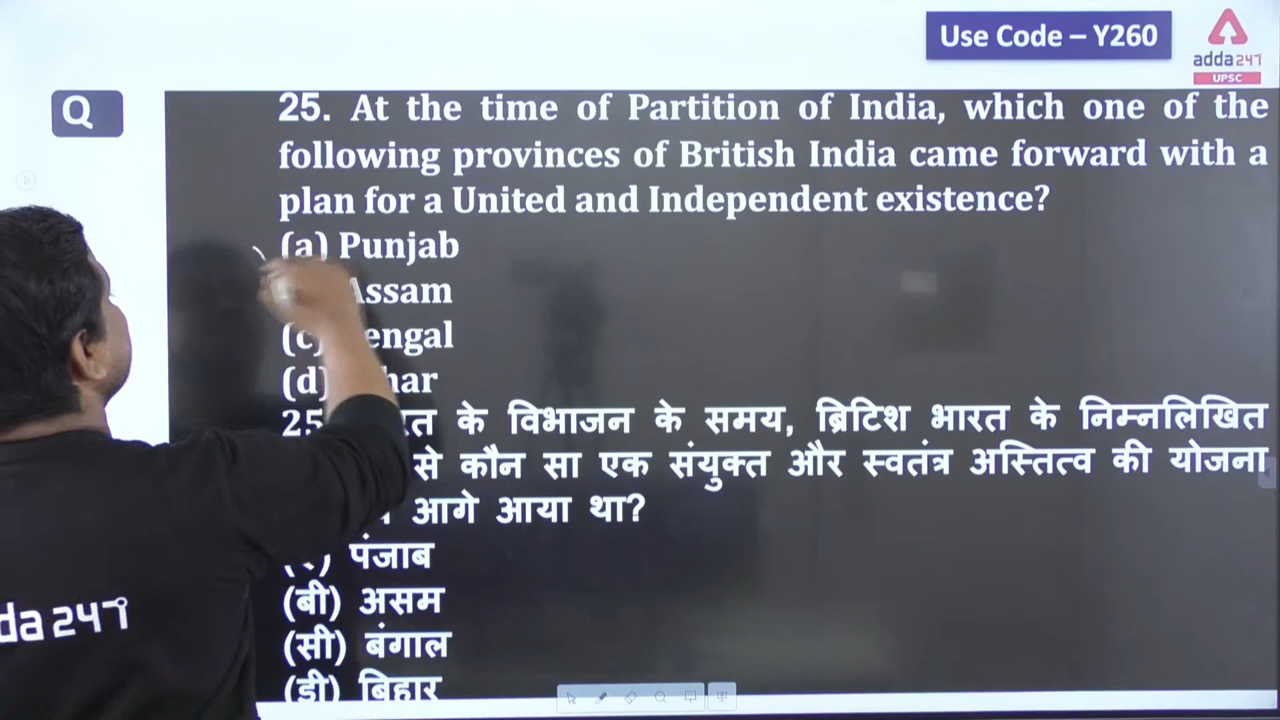 Use Code – Y260
adda247
UPSC
Q
25. At the time of Partition of India, which one of the
following provinces of British India came forward with a
plan for a United and Independent existence?
(a) Punjab
Assam
(c) engal
(d) har
25 त के विभाजन के समय, ब्रिटिश भारत के निम्नलिखित
से कौन सा एक संयुक्त और स्वतंत्र अस्तित्व की योजना
आगे आया था?
पंजाब
(बी) असम
(सी) बंगाल
(डी) बिहार
da247